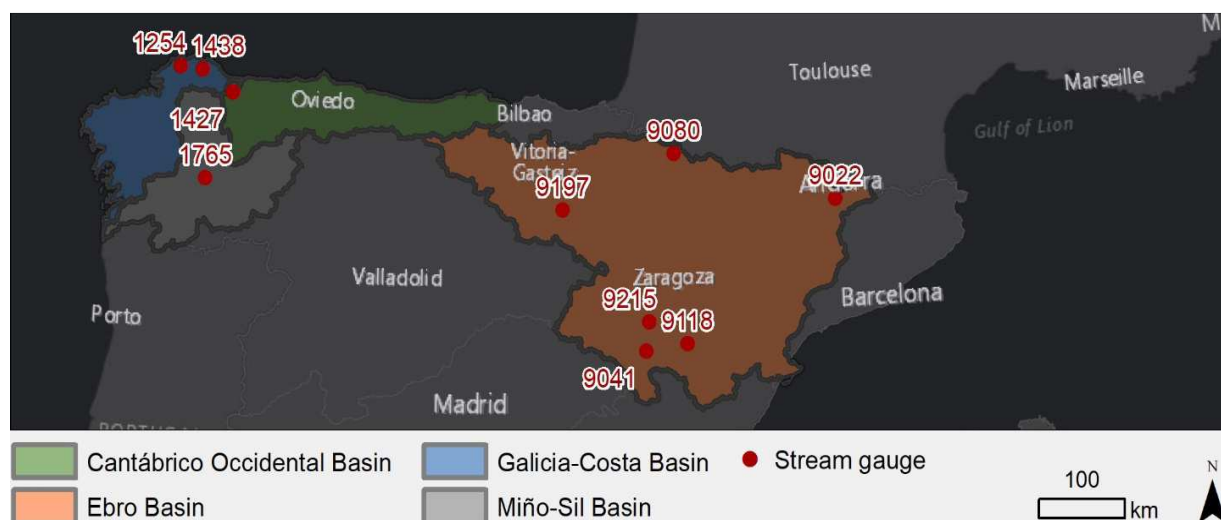 1254 1438
M
Toulouse
Marseille
Oviedo
Bilbao
1427
9080
Gulf of Lion
Vitoria-
Gasteiz
1765
9022
Andorra
9197
Valladolid
Zaragoza
Barcelona
9215
Porto
9118
9041
Madrid
PORTUGAL
Cantábrico Occidental Basin
Galicia-Costa Basin
Stream gauge
N
100
km
Ebro Basin
Miño-Sil Basin